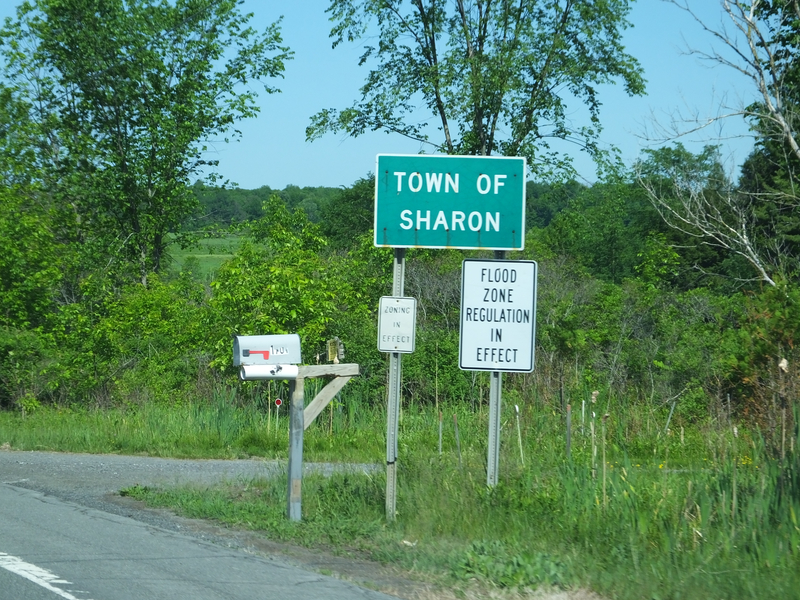 TOWN OF
SHARON
FLOOD
ZONE
REGULATION
IN
EFFECT
ZONING
IN
EFFECT